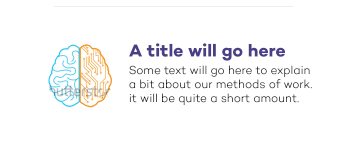 A title will go here
Some text will go here to explain
a bit about our methods of work.
it will be quite a short amount.